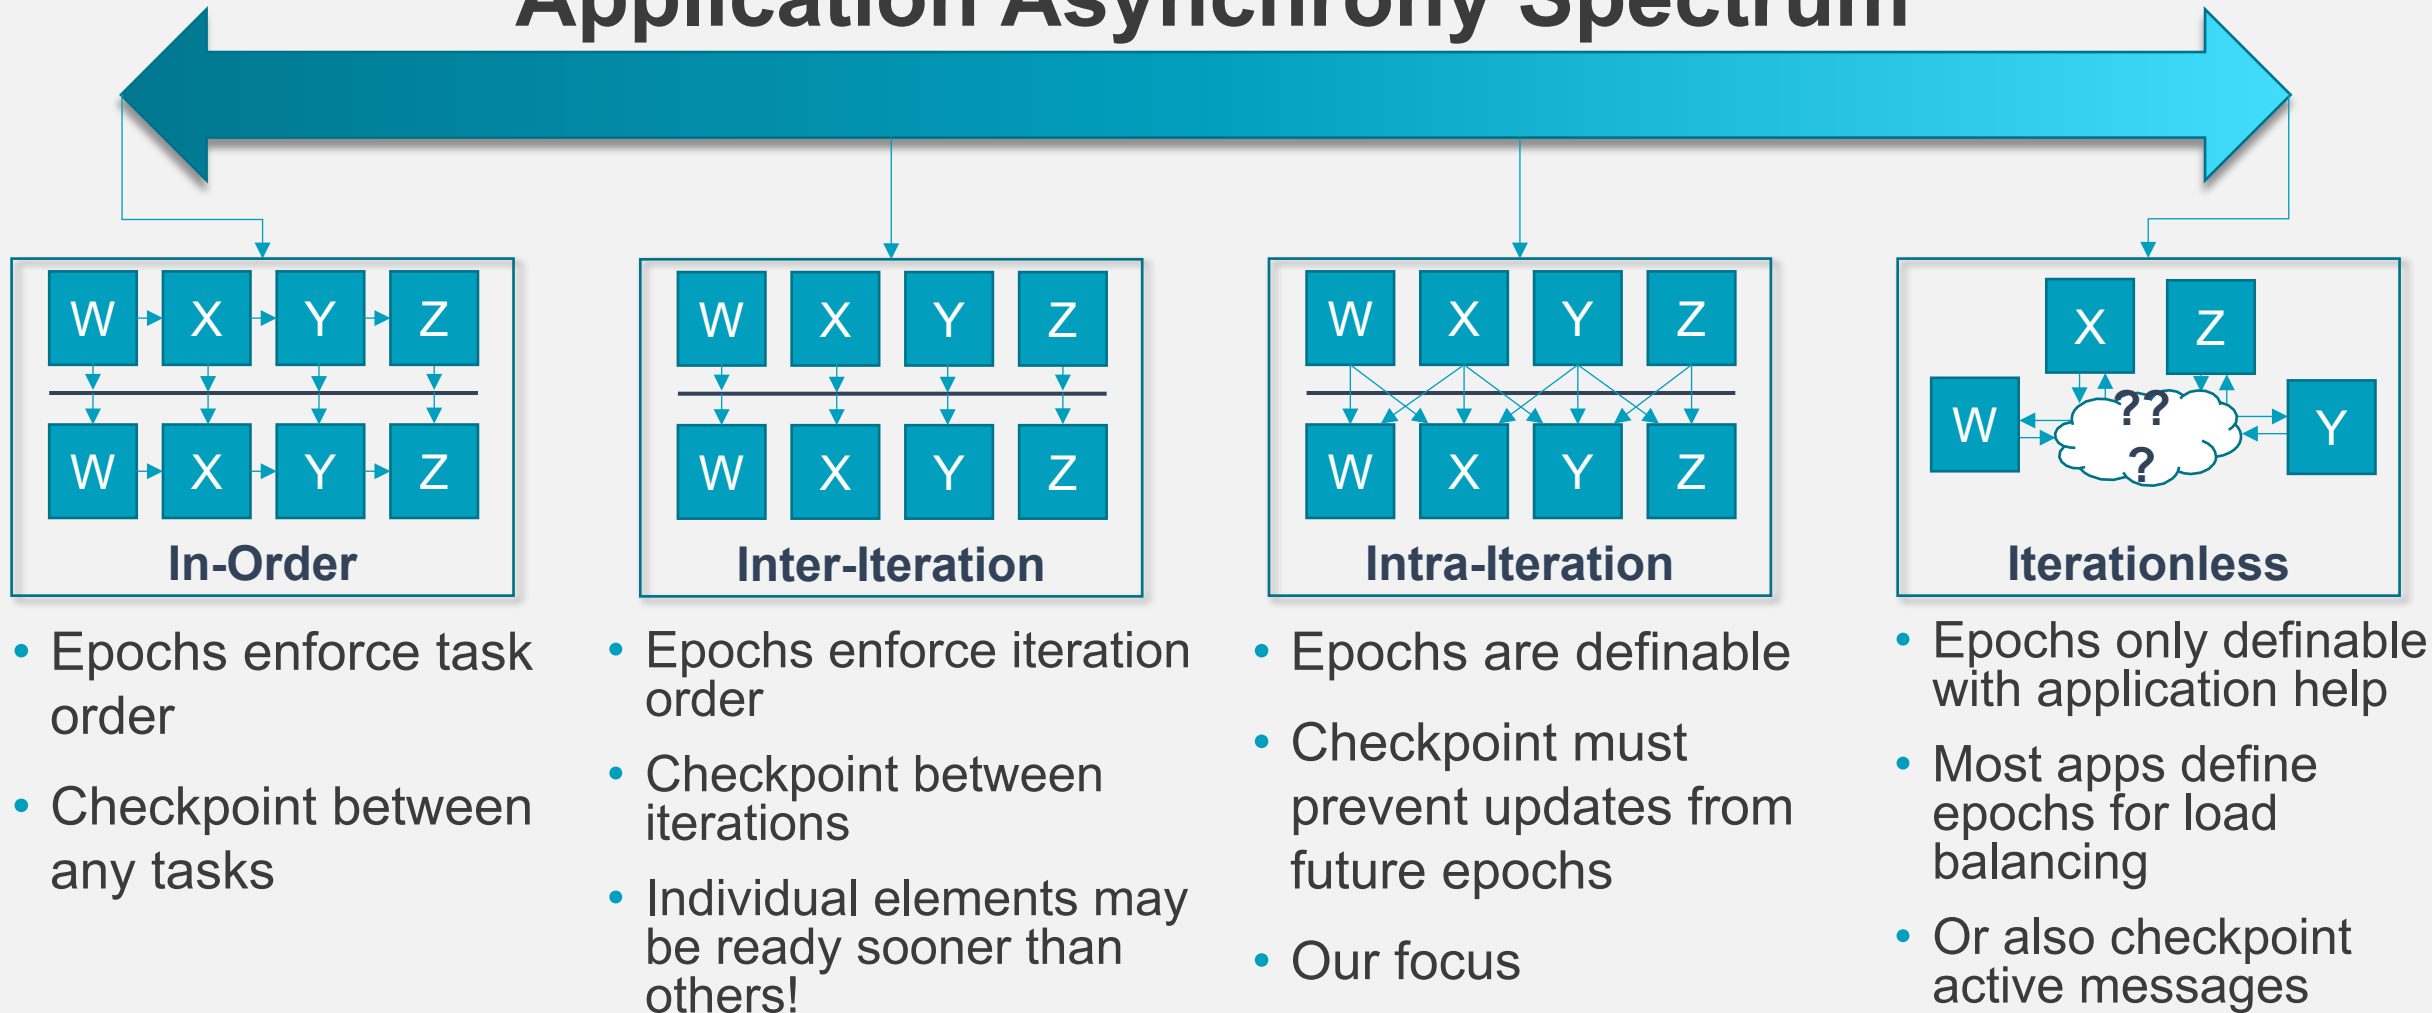 Application Asynchrony Spectrum
W X Y Z
W X Y Z
In-Order
• Epochs enforce task
order
• Checkpoint between
any tasks
W X Y Z
W X Y Z
Inter-Iteration
• Epochs enforce iteration
order
• Checkpoint between
iterations
• Individual elements may
be ready sooner than
others!
W X Y Z
W X Y Z
Intra-Iteration
• Epochs are definable
• Checkpoint must
prevent updates from
future epochs
• Our focus
X Z
W ?? Y
?
Iterationless
• Epochs only definable
with application help
• Most apps define
epochs for load
balancing
• Or also checkpoint
active messages